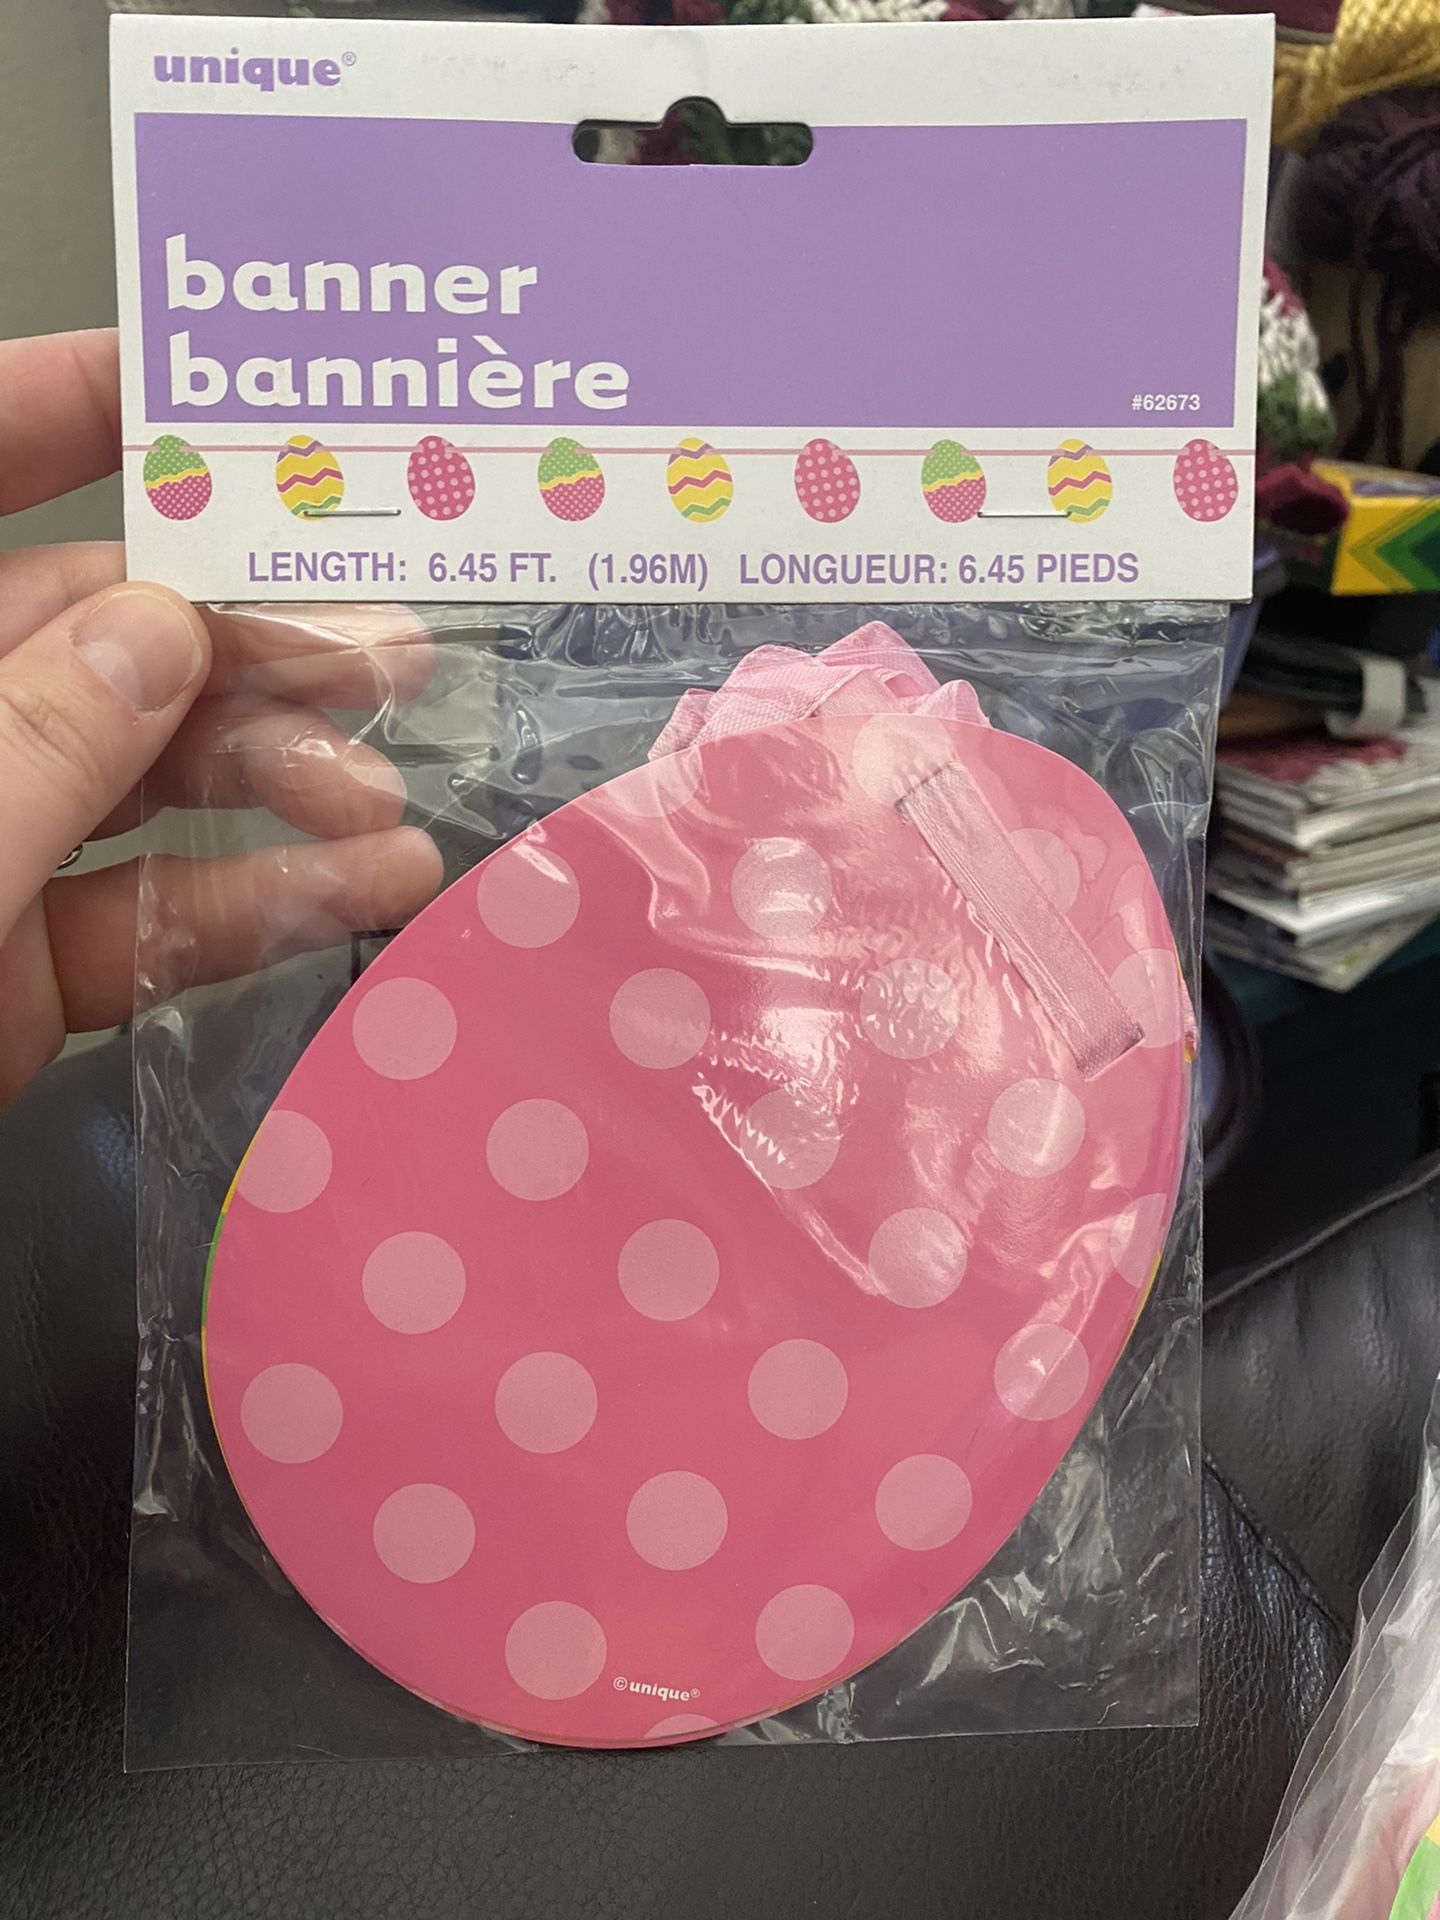 unique®
banner
bannière
#62673
LENGTH: 6.45 FT. (1.96M) LONGUEUR: 6.45 PIEDS
©unique®